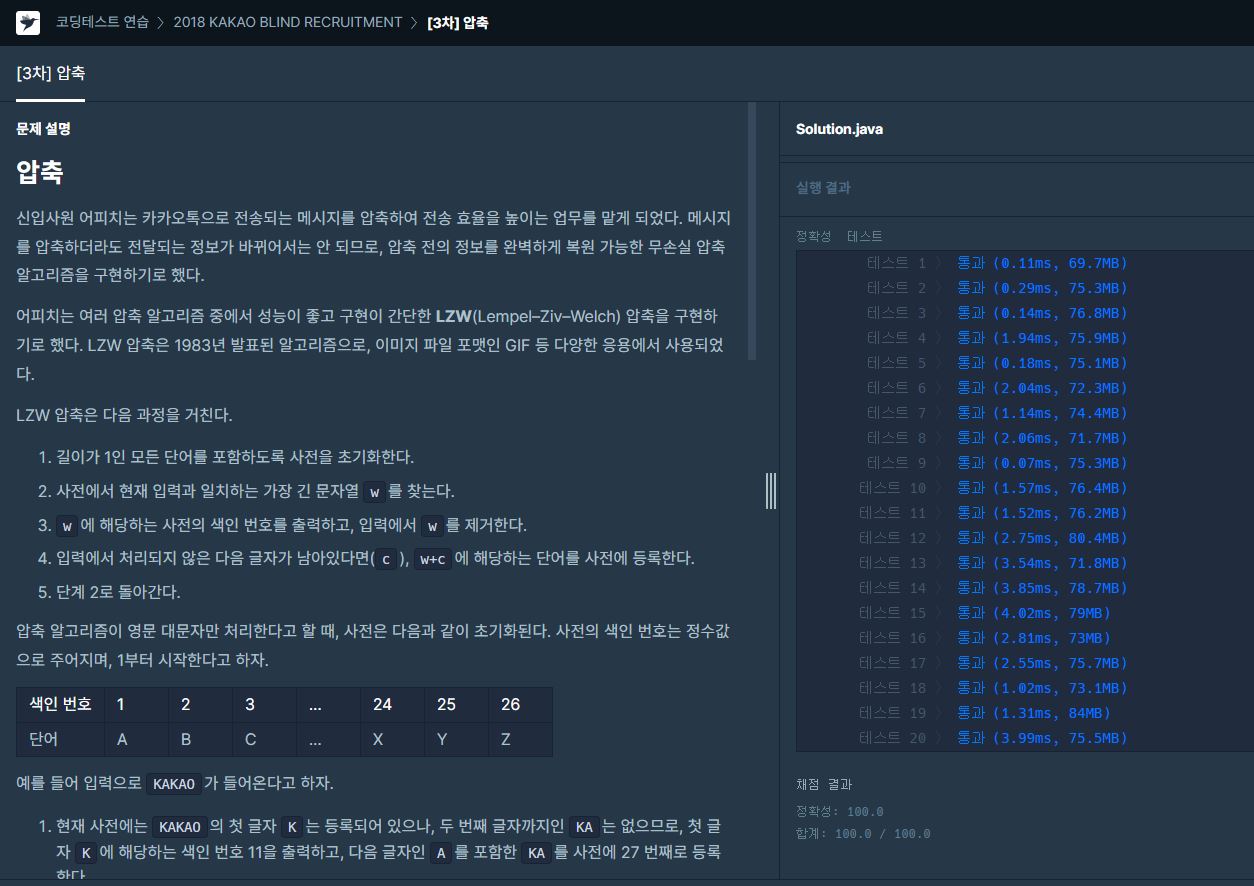 코딩테스트 연습 > 2018 KAKAO BLIND RECRUITMENT > [3차] 압축
[3차] 압축
문제 설명
압축
신입사원 어피치는 카카오톡으로 전송되는 메시지를 압축하여 전송 효율을 높이는 업무를 맡게 되었다. 메시지
를 압축하더라도 전달되는 정보가 바뀌어서는 안 되므로, 압축 전의 정보를 완벽하게 복원 가능한 무손실 압축
알고리즘을 구현하기로 했다.
어피치는 여러 압축 알고리즘 중에서 성능이 좋고 구현이 간단한 LZW(Lempel–Ziv–Welch) 압축을 구현하
기로 했다. LZW 압축은 1983년 발표된 알고리즘으로, 이미지 파일 포맷인 GIF 등 다양한 응용에서 사용되었
다.
LZW 압축은 다음 과정을 거친다.
1. 길이가 1인 모든 단어를 포함하도록 사전을 초기화한다.
2. 사전에서 현재 입력과 일치하는 가장 긴 문자열 w 를 찾는다.
3. w 에 해당하는 사전의 색인 번호를 출력하고, 입력에서 w 를 제거한다.
4. 입력에서 처리되지 않은 다음 글자가 남아있다면( c ), w+c 에 해당하는 단어를 사전에 등록한다.
5. 단계 2로 돌아간다.
압축 알고리즘이 영문 대문자만 처리한다고 할 때, 사전은 다음과 같이 초기화된다. 사전의 색인 번호는 정수값
으로 주어지며, 1부터 시작한다고 하자.
색인 번호 1 2 3 ... 24 25 26
단어 A B C ... X Y Z
예를 들어 입력으로 KAKAO 가 들어온다고 하자.
1. 현재 사전에는 KAKAO 의 첫 글자 K 는 등록되어 있으나, 두 번째 글자까지인 KA 는 없으므로, 첫 글
자 K 에 해당하는 색인 번호 11을 출력하고, 다음 글자인 A 를 포함한 KA 를 사전에 27 번째로 등록
한다
Solution.java
실행 결과
정확성 테스트
테스트 1 〉 통과 (0.11ms, 69.7MB)
테스트 2 〉 통과 (0.29ms, 75.3MB)
테스트 3 〉 통과 (0.14ms, 76.8MB)
테스트 4 〉 통과 (1.94ms, 75.9MB)
테스트 5 〉 통과 (0.18ms, 75.1MB)
테스트 6 〉 통과 (2.04ms, 72.3MB)
테스트 7 〉 통과 (1.14ms, 74.4MB)
테스트 8 〉 통과 (2.06ms, 71.7MB)
테스트 9 〉 통과 (0.07ms, 75.3MB)
테스트 10 〉 통과 (1.57ms, 76.4MB)
테스트 11 〉 통과 (1.52ms, 76.2MB)
테스트 12 〉 통과 (2.75ms, 80.4MB)
테스트 13 〉 통과 (3.54ms, 71.8MB)
테스트 14 〉 통과 (3.85ms, 78.7MB)
테스트 15 〉 통과 (4.02ms, 79MB)
테스트 16 〉 통과 (2.81ms, 73MB)
테스트 17 〉 통과 (2.55ms, 75.7MB)
테스트 18 〉 통과 (1.02ms, 73.1MB)
테스트 19 〉 통과 (1.31ms, 84MB)
테스트 20 〉 통과 (3.99ms, 75.5MB)
채점 결과
정확성: 100.0
합계: 100.0 / 100.0